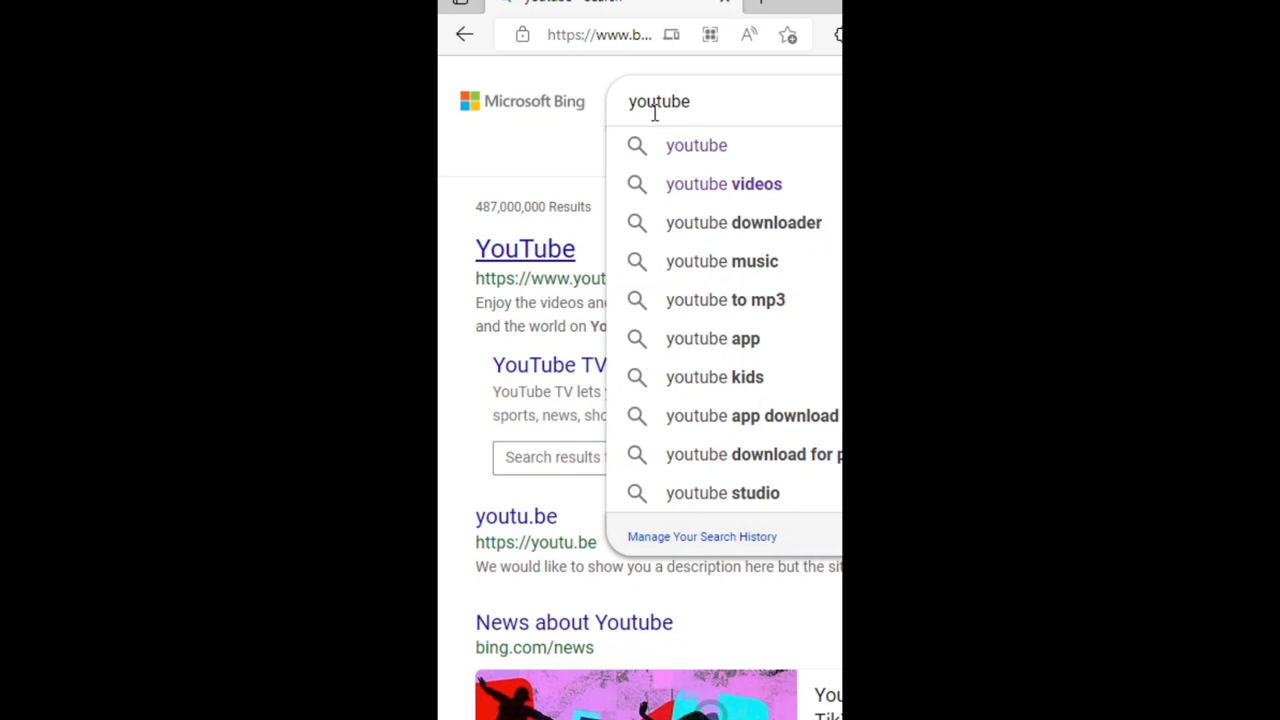 https://www.b...
Microsoft Bing
youtube
youtube
youtube videos
youtube downloader
youtube music
youtube to mp3
youtube app
youtube kids
youtube app download
youtube download for p
youtube studio
Manage Your Search History
487,000,000 Results
YouTube
https://www.yout
Enjoy the videos and
and the world on Yo
YouTube TV
YouTube TV lets
sports, news, sho
Search results
youtu.be
https://youtu.be
We would like to show you a description here but the sit
News about Youtube
bing.com/news
You